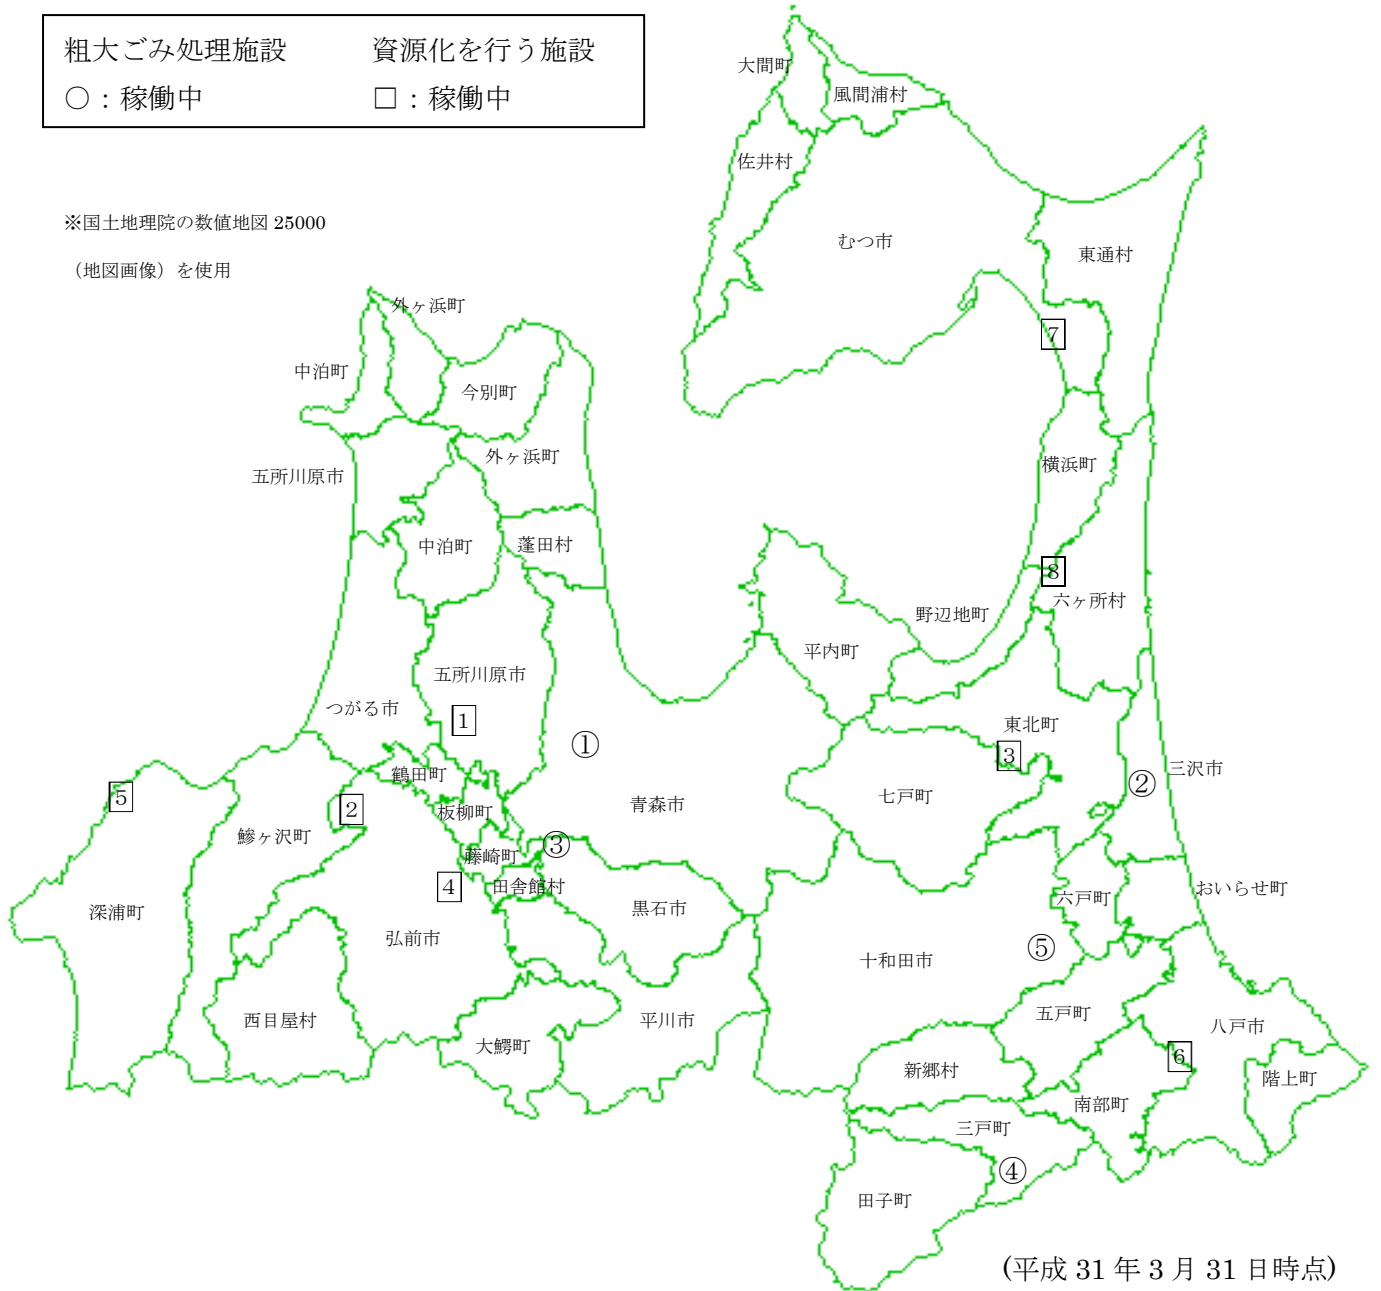 粗大ごみ処理施設 資源化を行う施設
○：稼働中 □：稼働中
※国土地理院の数値地図 25000
（地図画像）を使用
大間町
風間浦村
佐井村
むつ市
東通村
外ヶ浜町
7
中泊町
今別町
外ヶ浜町
横浜町
五所川原市
中泊町
蓬田村
8
六ヶ所村
野辺地町
平内町
五所川原市
つがる市
1
東北町
①
3
三沢市
鶴田町
②
5
七戸町
2
青森市
板柳町
鰺ヶ沢町
③
藤崎町
4
田舎館村
おいらせ町
六戸町
深浦町
黒石市
弘前市
⑤
十和田市
五戸町
西目屋村
平川市
八戸市
大鰐町
6
新郷村
階上町
南部町
三戸町
④
田子町
(平成 31 年 3 月 31 日時点)